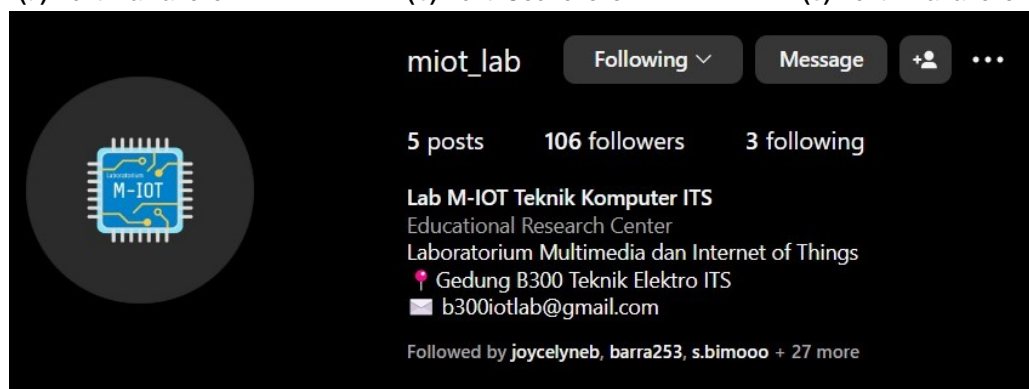 miot_lab Following Message
5 posts 106 followers 3 following
Laboratorium
M-IOT
Lab M-IOT Teknik Komputer ITS
Educational Research Center
Laboratorium Multimedia dan Internet of Things
Gedung B300 Teknik Elektro ITS
b300iotlab@gmail.com
Followed by joycelyneb, barra253, s.bimooo + 27 more